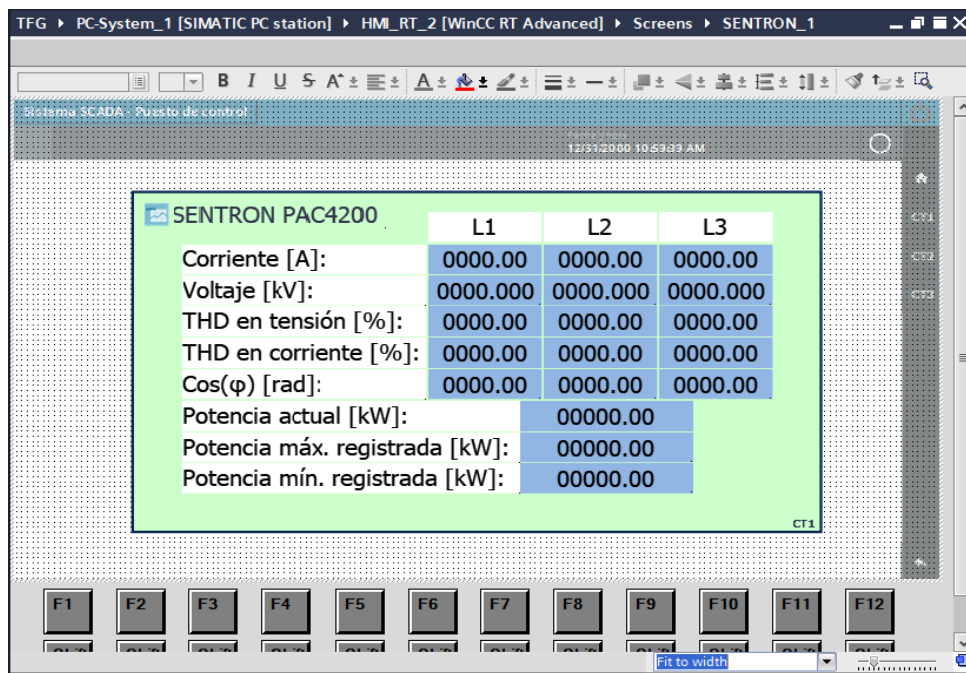 TFG ▸ PC-System_1 [SIMATIC PC station] ▸ HMI_RT_2 [WinCC RT Advanced] ▸ Screens ▸ SENTRON_1
B I U S A A
Sistema SCADA - Puesto de control
12/31/2000 10:59:39 AM
SENTRON PAC4200
L1 L2 L3
Corriente [A]: 0000.00 0000.00 0000.00
Voltaje [kV]: 0000.000 0000.000 0000.000
THD en tensión [%]: 0000.00 0000.00 0000.00
THD en corriente [%]: 0000.00 0000.00 0000.00
Cos(φ) [rad]: 0000.00 0000.00 0000.00
Potencia actual [kW]: 00000.00
Potencia máx. registrada [kW]: 00000.00
Potencia mín. registrada [kW]: 00000.00
CT1
CT1
CT2
CT3
F1 F2 F3 F4 F5 F6 F7 F8 F9 F10 F11 F12
Fit to width